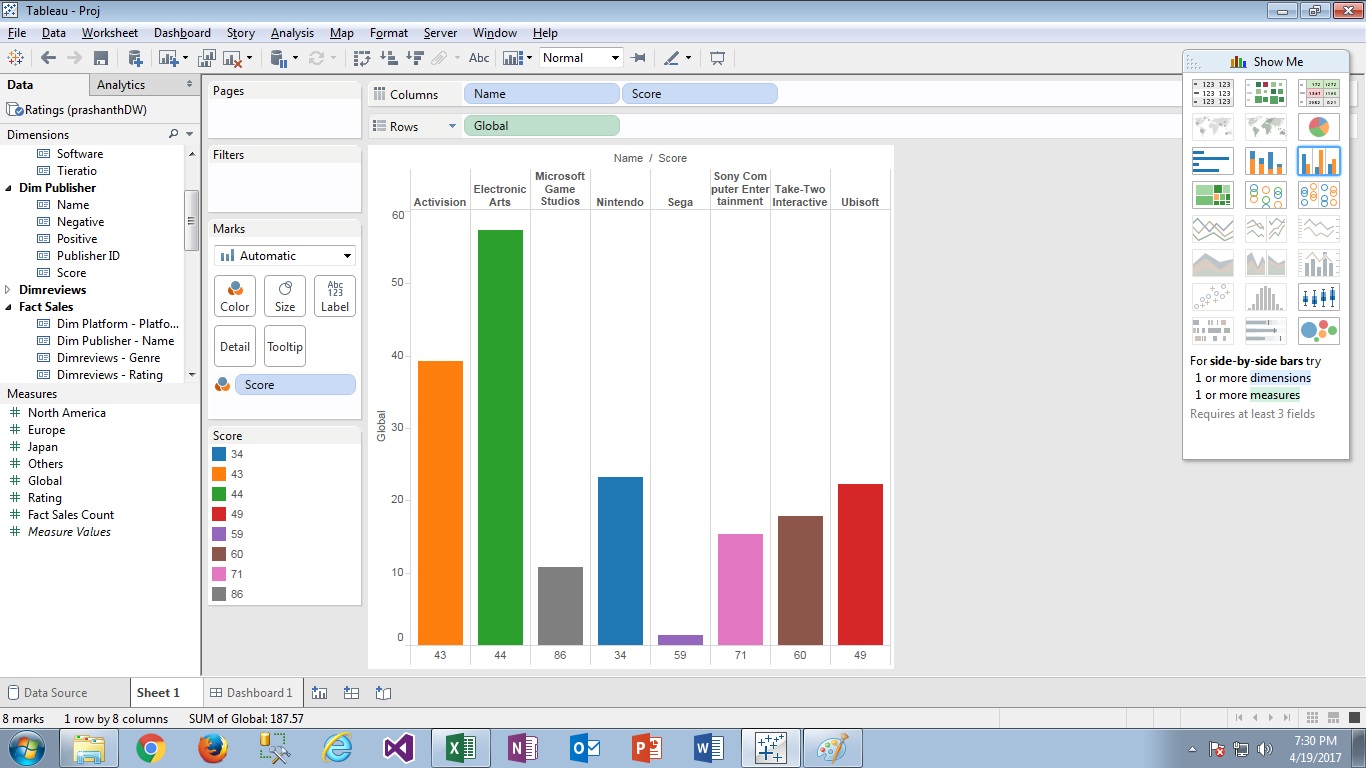 Tableau - Proj
File Data Worksheet Dashboard Story Analysis Map Format Server Window Help
Abc Normal
Data Analytics
Ratings (prashanthDW)
Dimensions
Software
Tieratio
Dim Publisher
Name
Negative
Positive
Publisher ID
Score
Dimreviews
Fact Sales
Dim Platform - Platfo...
Dim Publisher - Name
Dimreviews - Genre
Dimreviews - Rating
Measures
North America
Europe
Japan
Others
Global
Rating
Fact Sales Count
Measure Values
Pages
Filters
Marks
Automatic
Color Size Abc 123 Label
Detail Tooltip
Score
Score
34
43
44
49
59
60
71
86
Columns Name Score
Rows Global
Name / Score
Activision
Electronic
Arts
Microsoft
Game
Studios
Nintendo
Sega
Sony Com
puter Enter
tainment
Take-Two
Interactive
Ubisoft
60
50
40
30
20
10
0
Global
43 44 86 34 59 71 60 49
Show Me
For side-by-side bars try
1 or more dimensions
1 or more measures
Requires at least 3 fields
Data Source Sheet 1 Dashboard 1
8 marks 1 row by 8 columns SUM of Global: 187.57
7:30 PM
4/19/2017